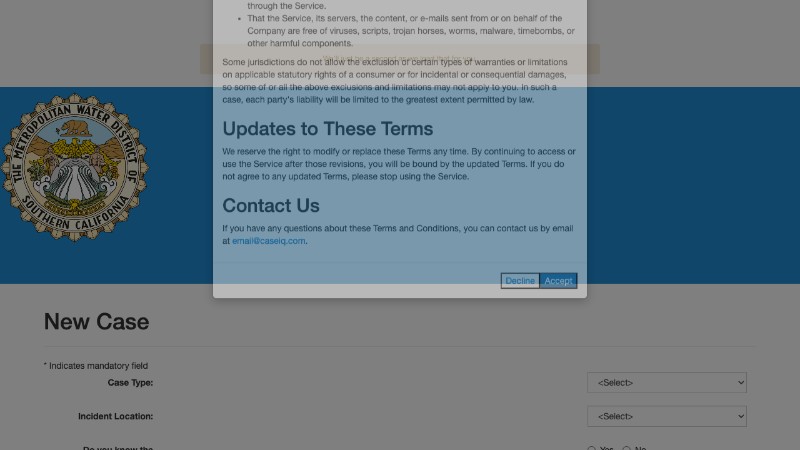 through the Service.
• That the Service, its servers, the content, or e-mails sent from or on behalf of the
Company are free of viruses, scripts, trojan horses, worms, malware, timebombs, or
other harmful components.
Some jurisdictions do not allow the exclusion of certain types of warranties or limitations
on applicable statutory rights of a consumer or for incidental or consequential damages,
so some of or all the above exclusions and limitations may not apply to you. In such a
case, each party's liability will be limited to the greatest extent permitted by law.
Updates to These Terms
We reserve the right to modify or replace these Terms any time. By continuing to access or
use the Service after those revisions, you will be bound by the updated Terms. If you do
not agree to any updated Terms, please stop using the Service.
Contact Us
If you have any questions about these Terms and Conditions, you can contact us by email
at email@caseiq.com.
Decline Accept
THE METROPOLITAN WATER DISTRICT OF
SOUTHERN CALIFORNIA
New Case
* Indicates mandatory field
Case Type: <Select>
Incident Location: <Select>
Do you know the Yes No